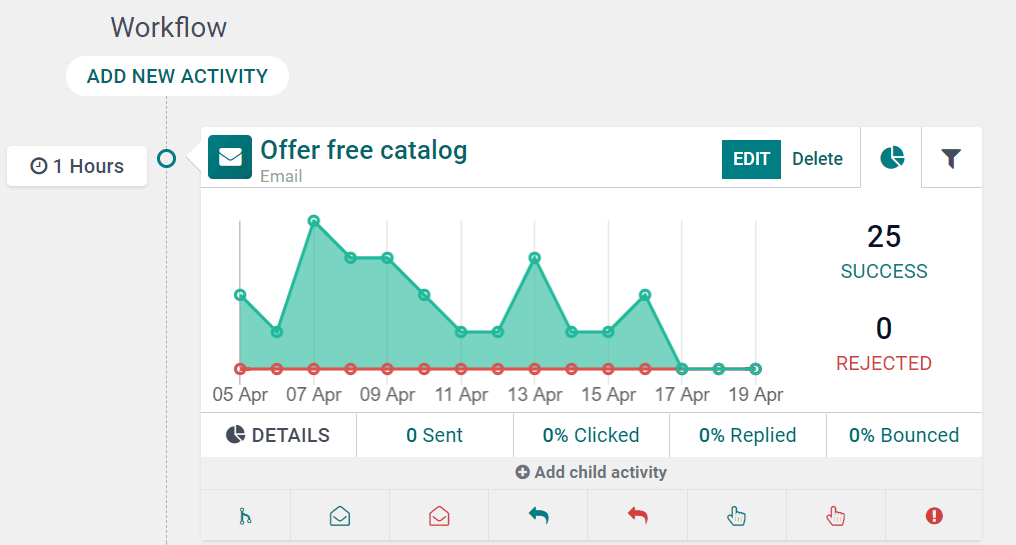 Workflow
ADD NEW ACTIVITY
1 Hours
Offer free catalog
Email
EDIT Delete
25
SUCCESS
0
REJECTED
05 Apr 07 Apr 09 Apr 11 Apr 13 Apr 15 Apr 17 Apr 19 Apr
DETAILS 0 Sent 0% Clicked 0% Replied 0% Bounced
Add child activity